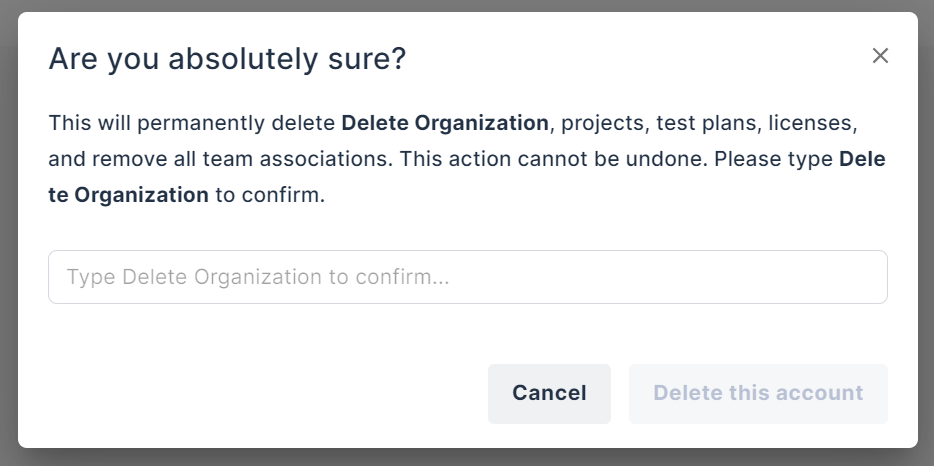 Are you absolutely sure?
This will permanently delete Delete Organization, projects, test plans, licenses,
and remove all team associations. This action cannot be undone. Please type Dele
te Organization to confirm.
Type Delete Organization to confirm...
Cancel
Delete this account